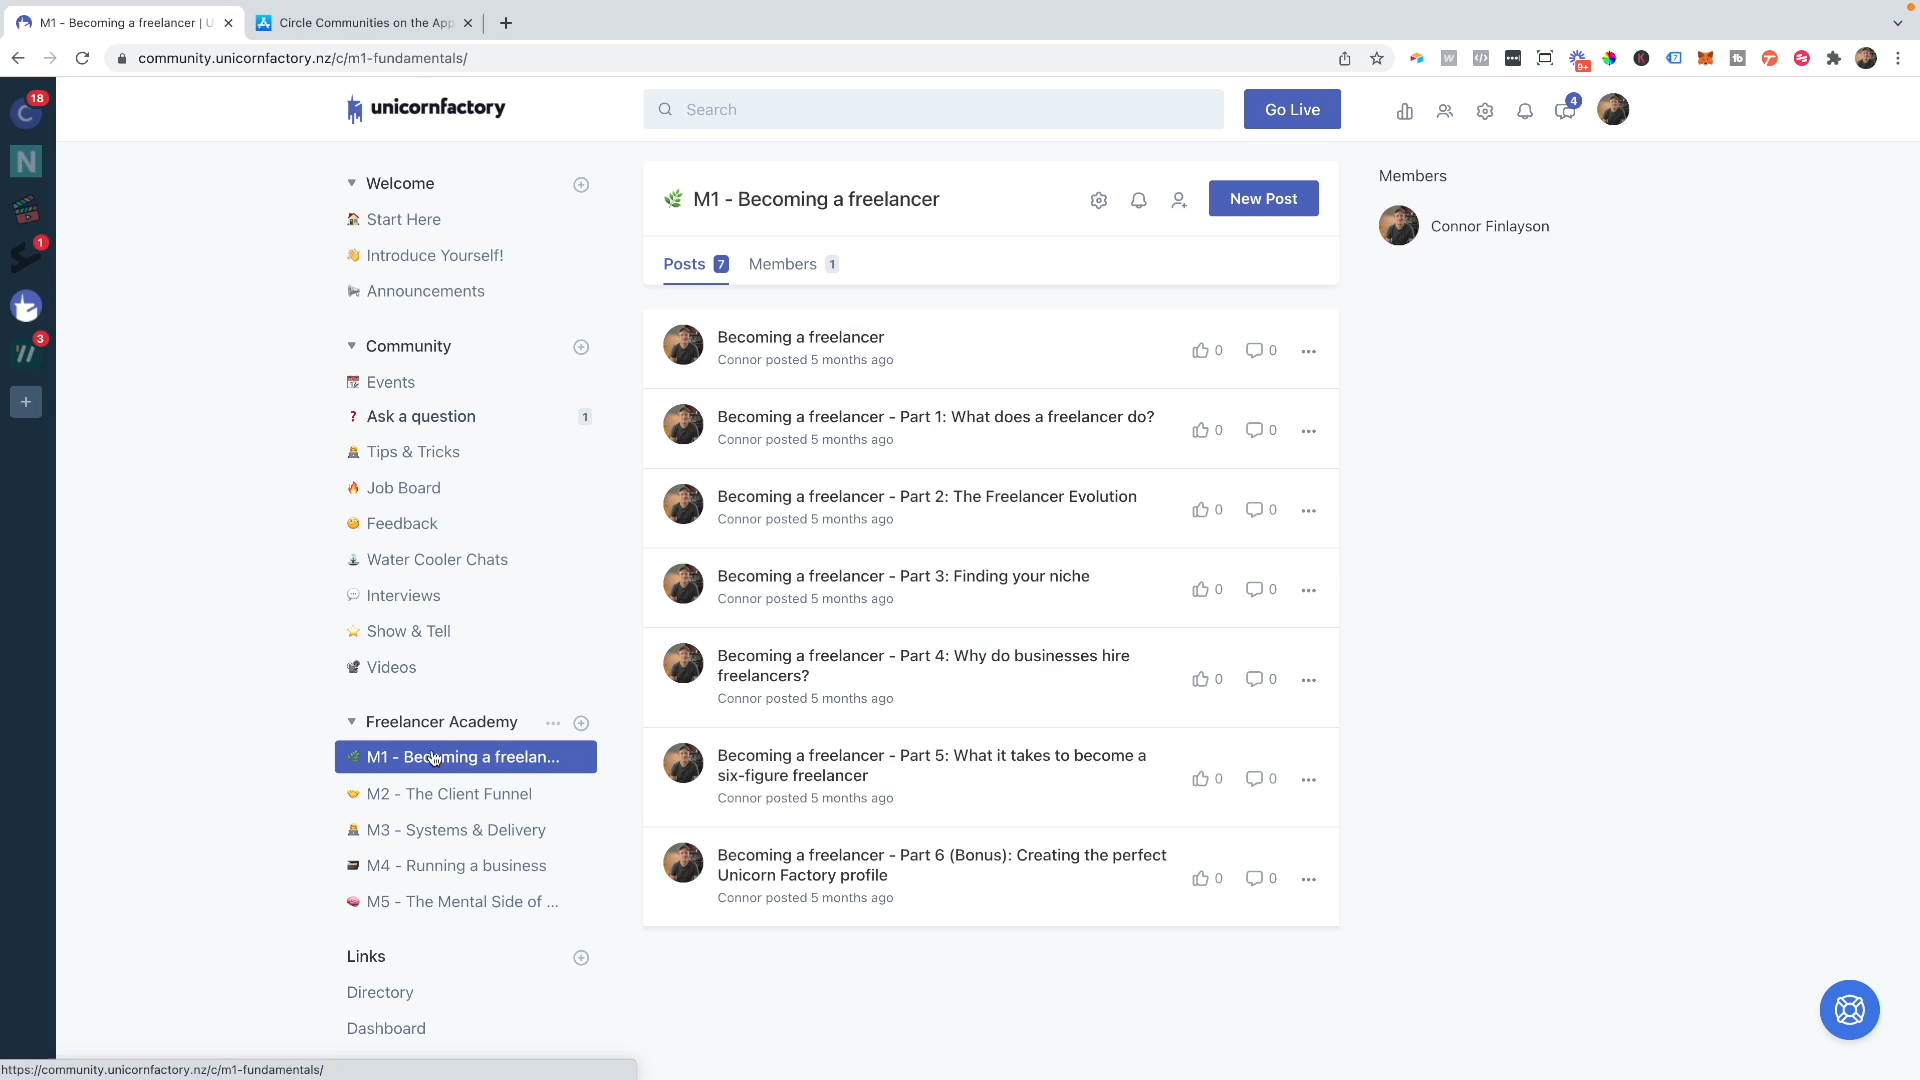 M1 - Becoming a freelancer | U
Circle Communities on the App
community.unicornfactory.nz/c/m1-fundamentals/
9+
18
C
N
1
3
unicornfactory
Search
Go Live
4
Welcome
Start Here
Introduce Yourself!
Announcements
Community
Events
Ask a question
1
Tips & Tricks
Job Board
Feedback
Water Cooler Chats
Interviews
Show & Tell
Videos
Freelancer Academy
M1 - Becoming a freelan...
M2 - The Client Funnel
M3 - Systems & Delivery
M4 - Running a business
M5 - The Mental Side of ...
Links
Directory
Dashboard
M1 - Becoming a freelancer
New Post
Posts 7 Members 1
Becoming a freelancer
Connor posted 5 months ago
0 0
Becoming a freelancer - Part 1: What does a freelancer do?
Connor posted 5 months ago
0 0
Becoming a freelancer - Part 2: The Freelancer Evolution
Connor posted 5 months ago
0 0
Becoming a freelancer - Part 3: Finding your niche
Connor posted 5 months ago
0 0
Becoming a freelancer - Part 4: Why do businesses hire
freelancers?
Connor posted 5 months ago
0 0
Becoming a freelancer - Part 5: What it takes to become a
six-figure freelancer
Connor posted 5 months ago
0 0
Becoming a freelancer - Part 6 (Bonus): Creating the perfect
Unicorn Factory profile
Connor posted 5 months ago
0 0
Members
Connor Finlayson
https://community.unicornfactory.nz/c/m1-fundamentals/